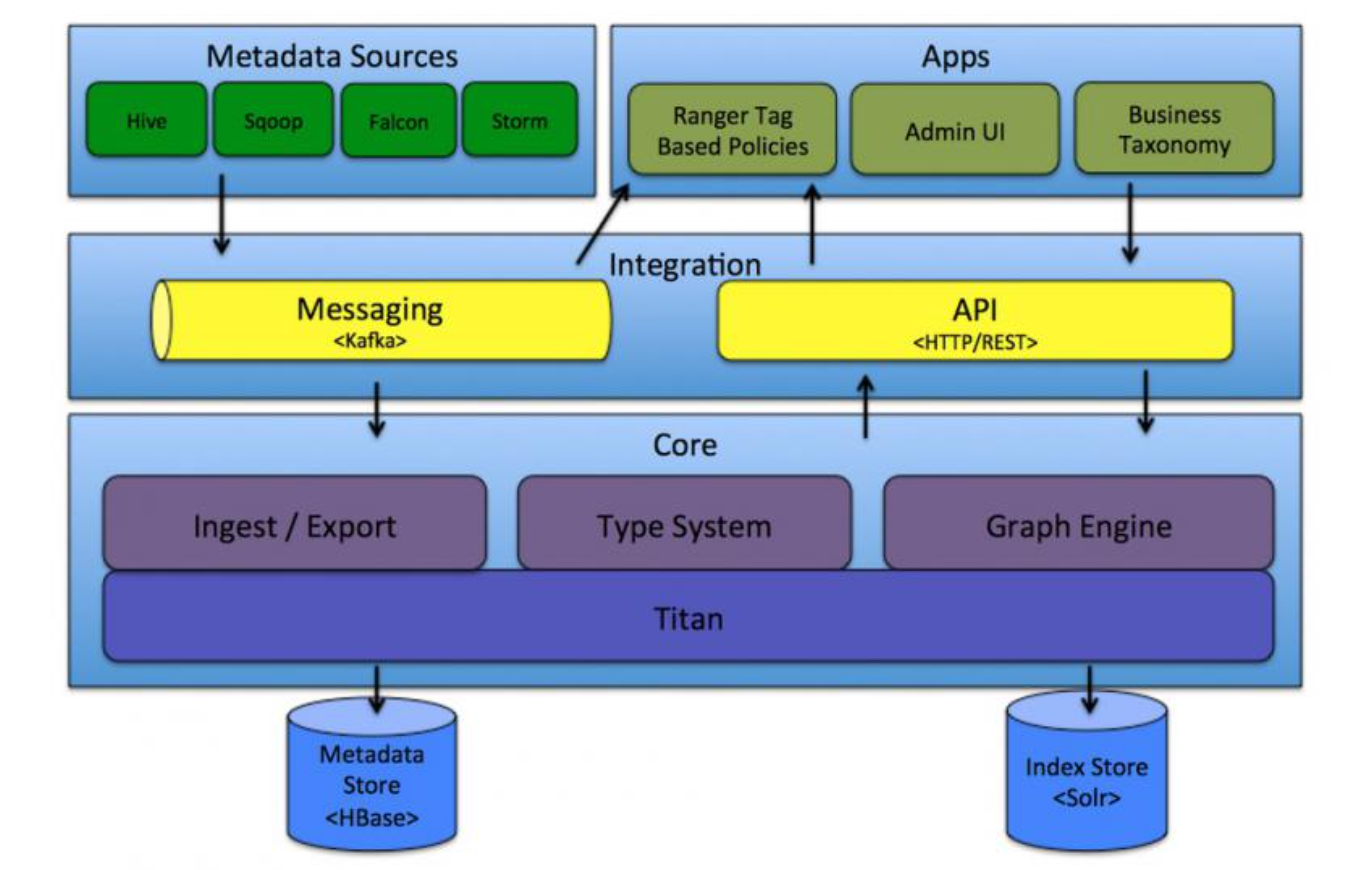 Metadata Sources
Hive
Sqoop
Falcon
Storm
Apps
Ranger Tag
Based Policies
Admin UI
Business
Taxonomy
Integration
Messaging
<Kafka>
API
<HTTP/REST>
Core
Ingest / Export
Type System
Graph Engine
Titan
Metadata
Store
<HBase>
Index Store
<Solr>